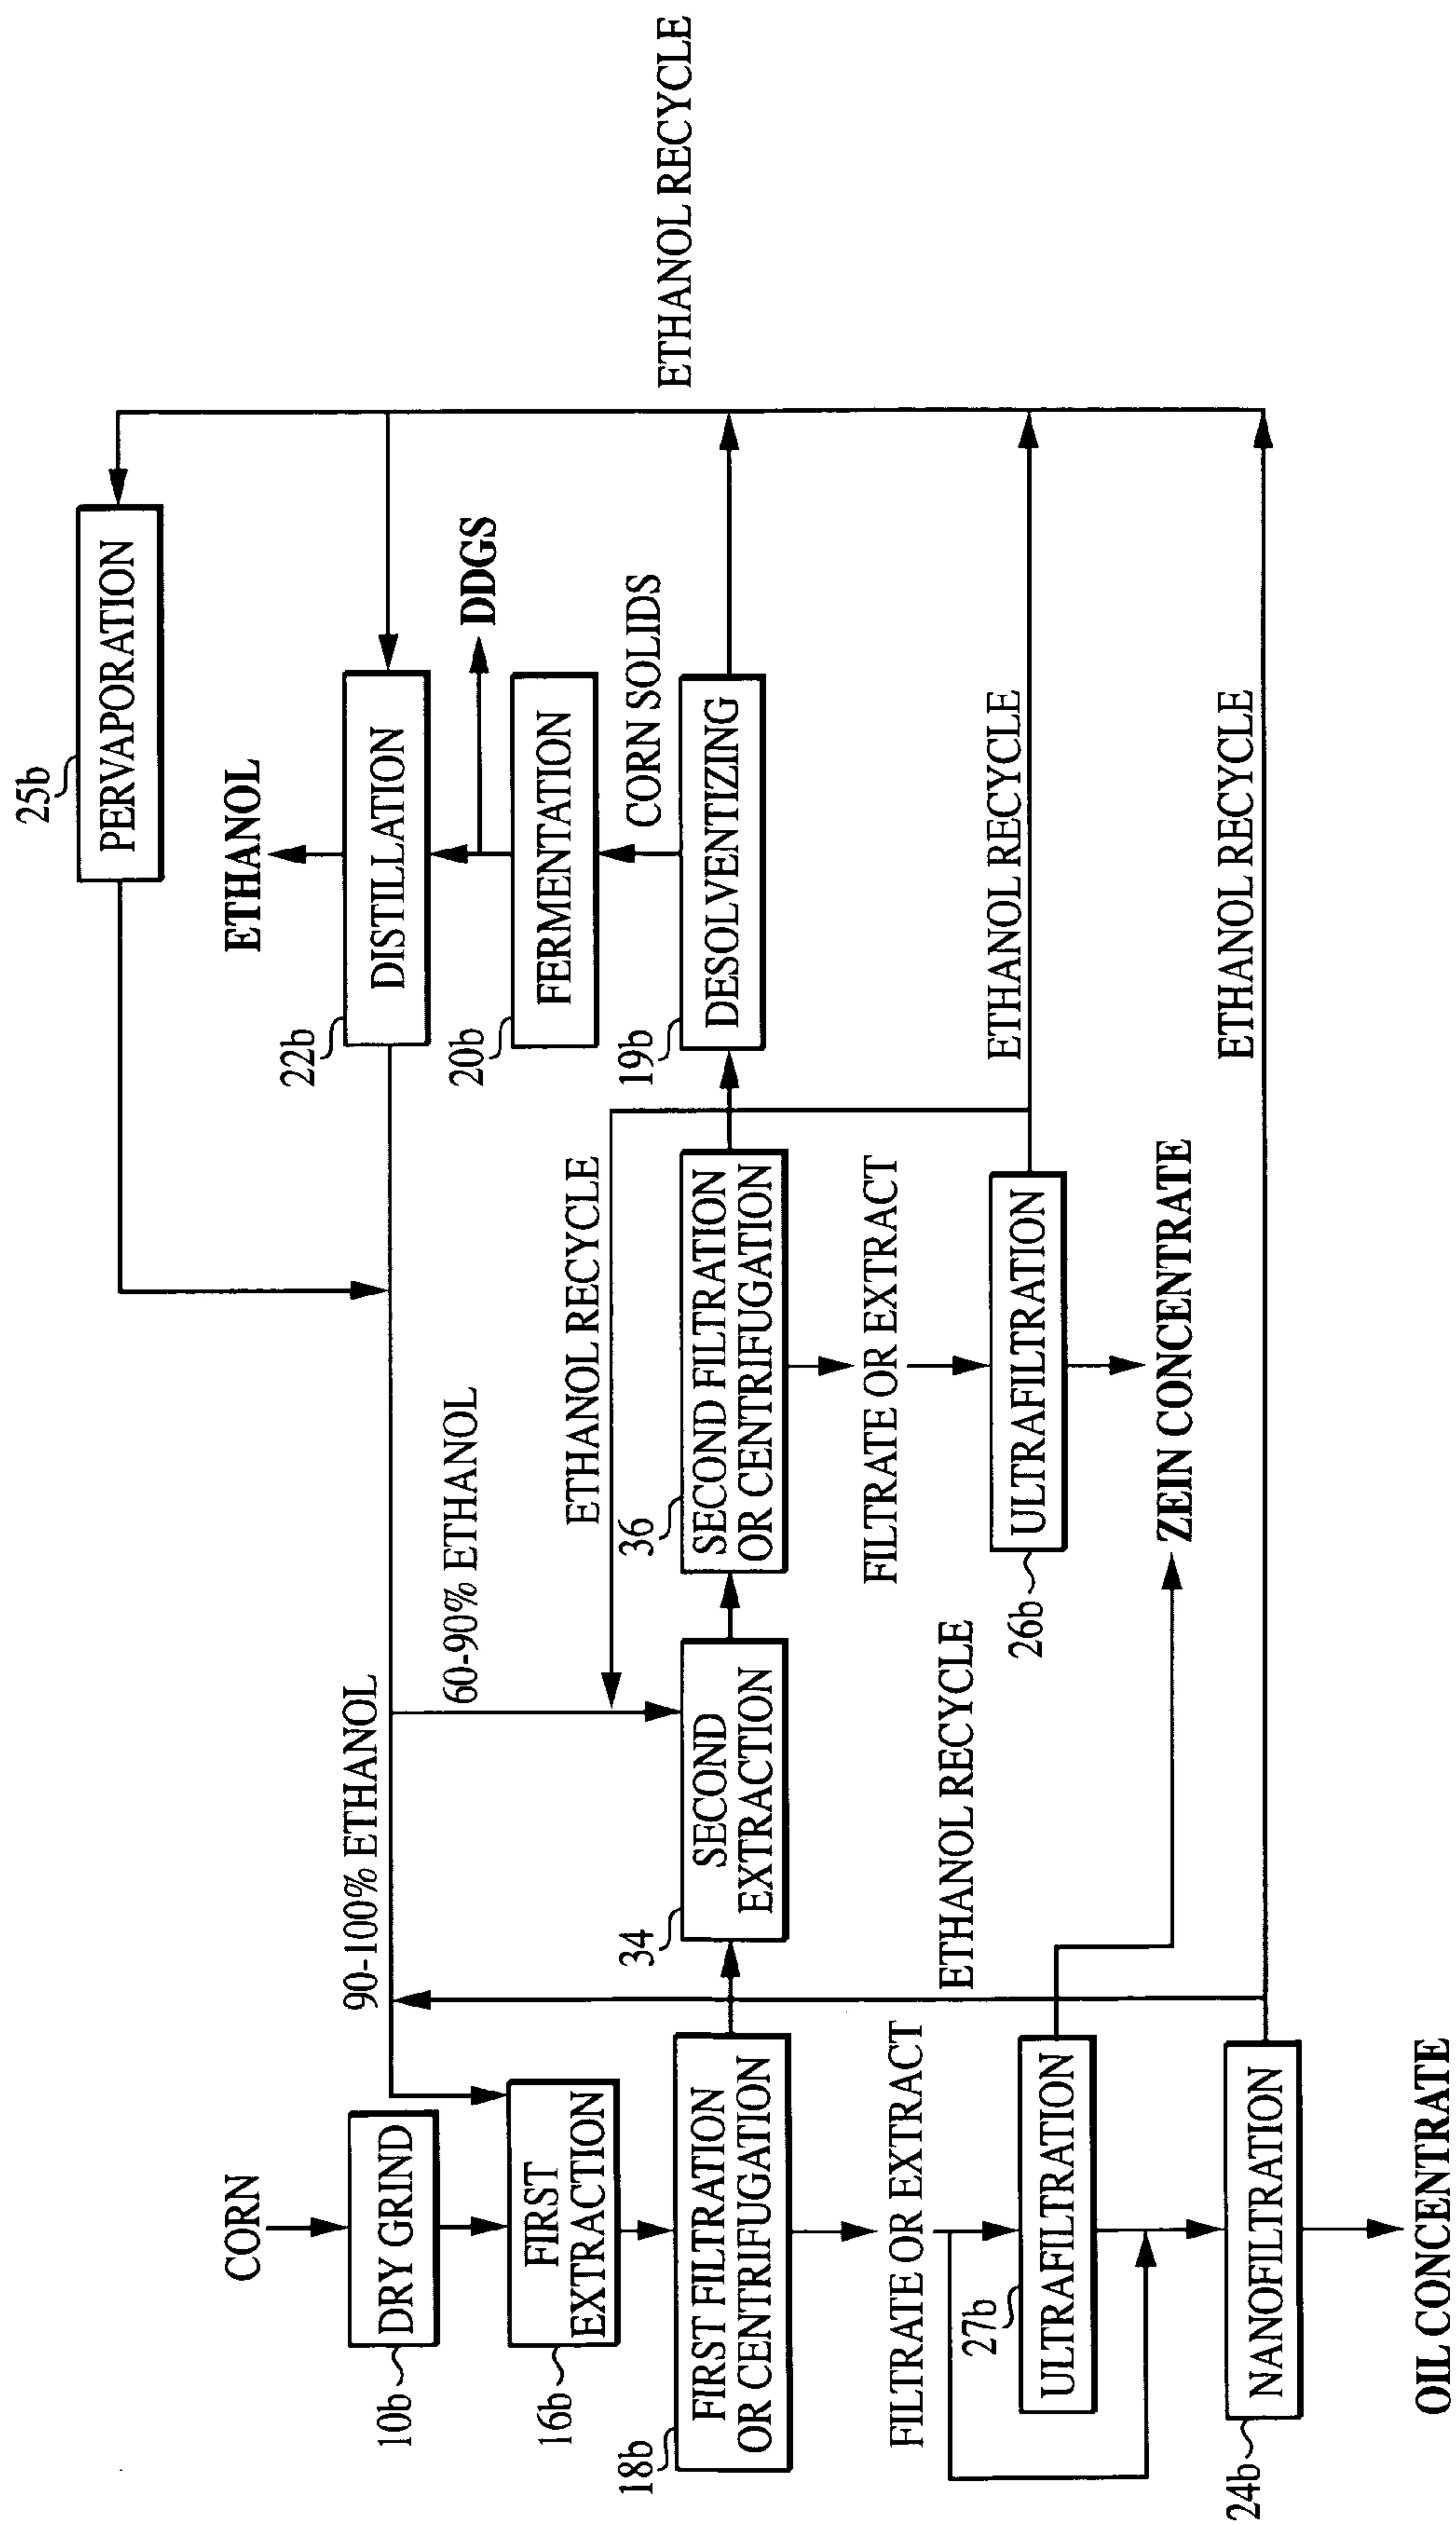 25b
PERVAPORATION
ETHANOL
22b
DISTILLATION
DDGS
20b
FERMENTATION
CORN SOLIDS
19b
DESOLVENTIZING
ETHANOL RECYCLE
90-100% ETHANOL
60-90% ETHANOL
ETHANOL RECYCLE
CORN
10b
DRY GRIND
16b
FIRST
EXTRACTION
18b
FIRST FILTRATION
OR CENTRIFUGATION
34
SECOND
EXTRACTION
36
SECOND FILTRATION
OR CENTRIFUGATION
FILTRATE OR EXTRACT
FILTRATE OR EXTRACT
ETHANOL RECYCLE
ETHANOL RECYCLE
27b
ULTRAFILTRATION
26b
ULTRAFILTRATION
ZEIN CONCENTRATE
ETHANOL RECYCLE
24b
NANOFILTRATION
OIL CONCENTRATE